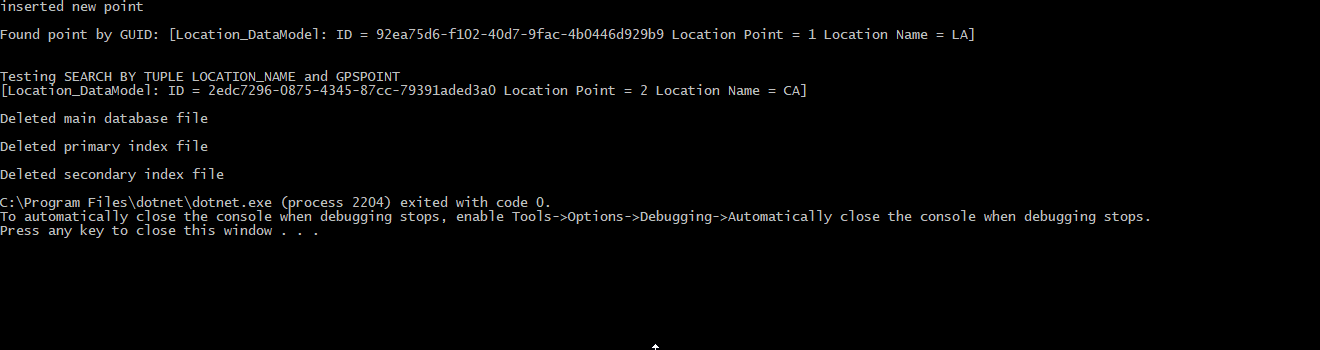 inserted new point
Found point by GUID: [Location_DataModel: ID = 92ea75d6-f102-40d7-9fac-4b0446d929b9 Location Point = 1 Location Name = LA]
Testing SEARCH BY TUPLE LOCATION_NAME and GPSPOINT
[Location_DataModel: ID = 2edc7296-0875-4345-87cc-79391aded3a0 Location Point = 2 Location Name = CA]
Deleted main database file
Deleted primary index file
Deleted secondary index file
C:\Program Files\dotnet\dotnet.exe (process 2204) exited with code 0.
To automatically close the console when debugging stops, enable Tools->Options->Debugging->Automatically close the console when debugging stops.
Press any key to close this window . . .